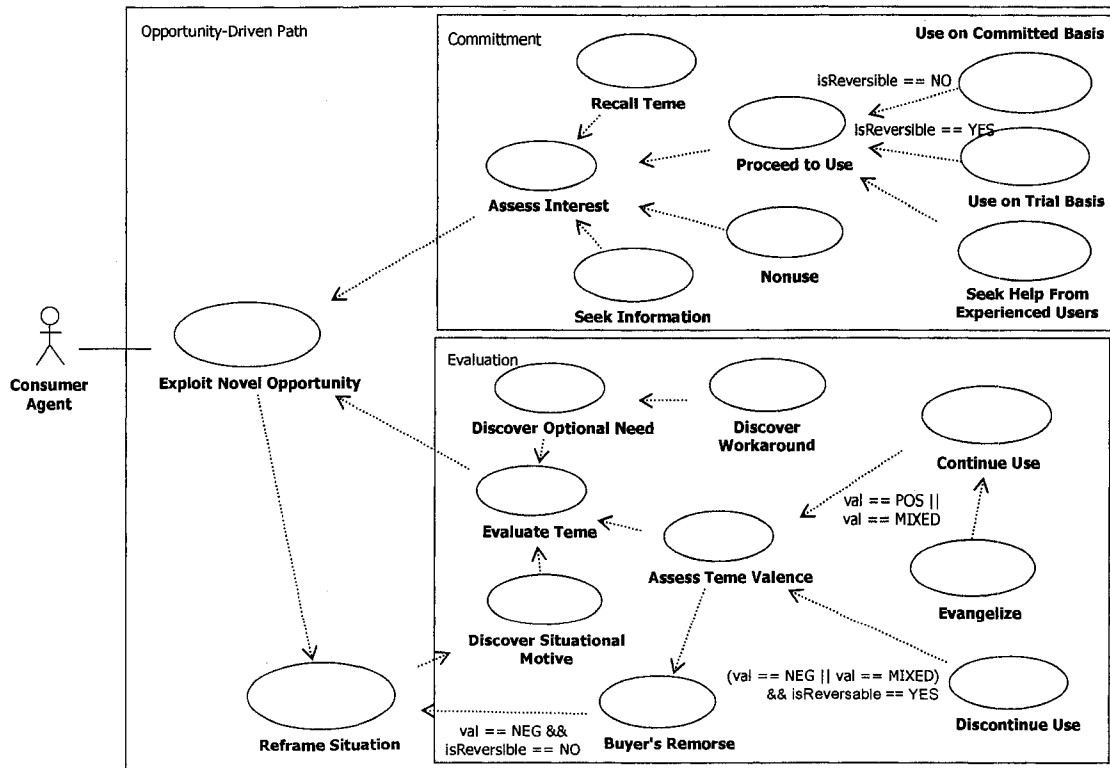 Opportunity-Driven Path
Committment
Use on Committed Basis
isReversible == NO
Recall Teme
isReversible == YES
Proceed to Use
Assess Interest
Use on Trial Basis
Nonuse
Seek Information
Seek Help From
Experienced Users
Consumer
Agent
Exploit Novel Opportunity
Evaluation
Discover Optional Need
Discover
Workaround
Continue Use
val == POS ||
val == MIXED
Evaluate Teme
Assess Teme Valence
Evangelize
Discover Situational
Motive
(val == NEG || val == MIXED)
&& isReversable == YES
Discontinue Use
Reframe Situation
val == NEG &&
isReversible == NO
Buyer's Remorse